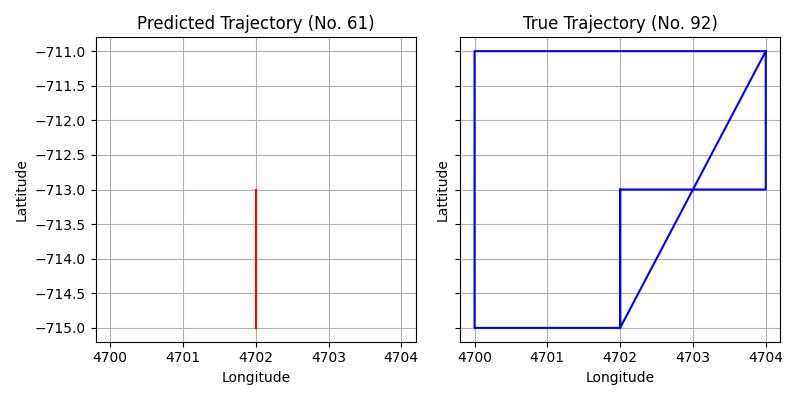 Predicted Trajectory (No. 61)
True Trajectory (No. 92)
Lattitude
−711.0
−711.5
−712.0
−712.5
−713.0
−713.5
−714.0
−714.5
−715.0
4700 4701 4702 4703 4704
Longitude
Lattitude
4700 4701 4702 4703 4704
Longitude